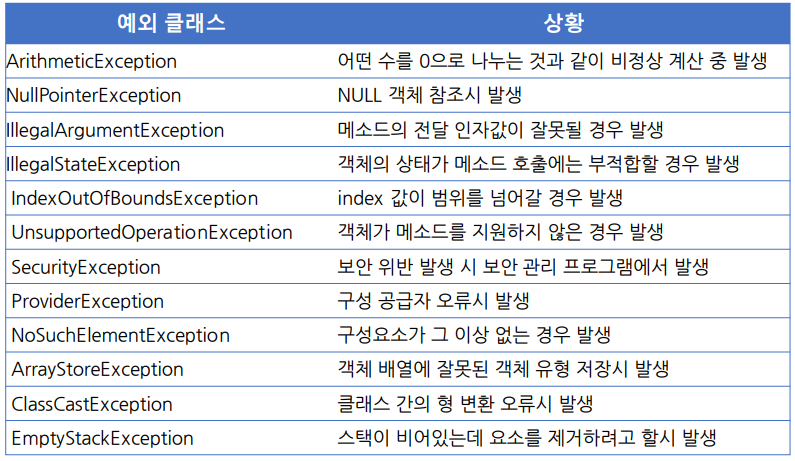 예외 클래스 상황
ArithmeticException 어떤 수를 0으로 나누는 것과 같이 비정상 계산 중 발생
NullPointerException NULL 객체 참조시 발생
IllegalArgumentException 메소드의 전달 인자값이 잘못될 경우 발생
IllegalStateException 객체의 상태가 메소드 호출에는 부적합할 경우 발생
IndexOutOfBoundsException index 값이 범위를 넘어갈 경우 발생
UnsupportedOperationException 객체가 메소드를 지원하지 않은 경우 발생
SecurityException 보안 위반 발생 시 보안 관리 프로그램에서 발생
ProviderException 구성 공급자 오류시 발생
NoSuchElementException 구성요소가 그 이상 없는 경우 발생
ArrayStoreException 객체 배열에 잘못된 객체 유형 저장시 발생
ClassCastException 클래스 간의 형 변환 오류시 발생
EmptyStackException 스택이 비어있는데 요소를 제거하려고 할시 발생